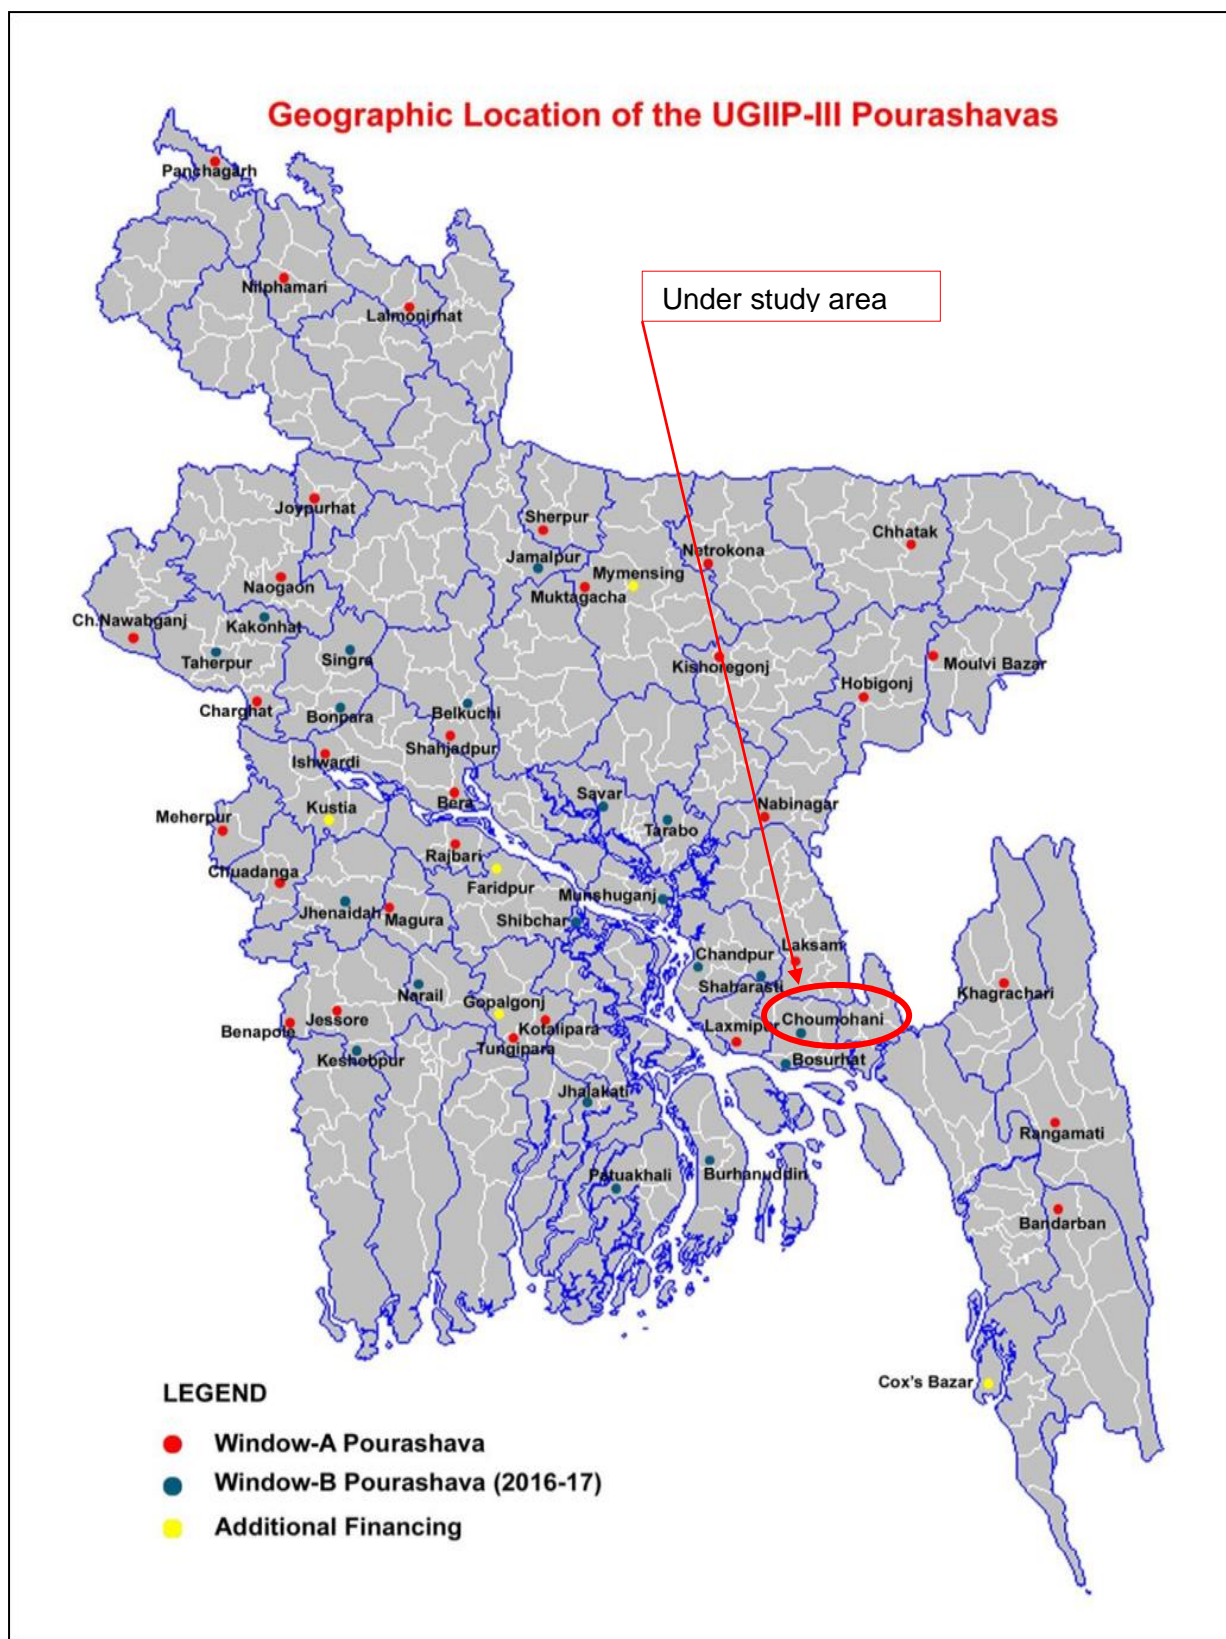 Geographic Location of the UGIIP-III Pourashavas
Panchagarh
Nilphamari
Lalmonirhat
Under study area
Joypurhat
Sherpur
Jamalpur
Netrokona
Chhatak
Mymensing
Muktagacha
Naogaon
Ch.Nawabganj
Kakonhat
Taherpur
Singra
Kishoregonj
Moulvi Bazar
Hobigonj
Charghat
Bonpara
Belkuchi
Shahjadpur
Ishwardi
Bera
Savar
Nabinagar
Kustia
Meherpur
Tarabo
Rajbari
Chuadanga
Faridpur
Munshuganj
Jhenaidah
Magura
Shibchar
Laksam
Chandpur
Shabarasti
Khagrachari
Narail
Gopalgonj
Choumohani
Jessore
Benapole
Kotalipara
Laxmipur
Tungipara
Keshobpur
Bosurhat
Jhalakati
Rangamati
Patuakhali
Burhanuddin
Bandarban
Cox's Bazar
LEGEND
Window-A Pourashava
Window-B Pourashava (2016-17)
Additional Financing